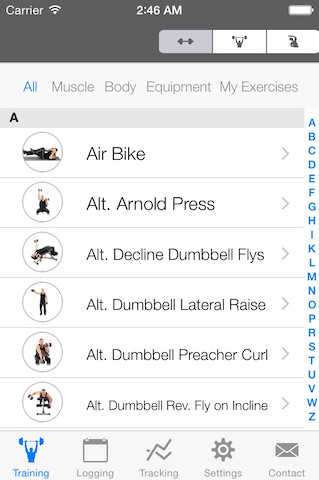 Carrier 2:46 AM
All Muscle Body Equipment My Exercises
A
Air Bike
Alt. Arnold Press
Alt. Decline Dumbbell Flys
Alt. Dumbbell Lateral Raise
Alt. Dumbbell Preacher Curl
Alt. Dumbbell Rev. Fly on Incline
A
B
C
D
E
F
G
H
I
K
L
M
N
O
P
R
S
T
U
V
W
Z
Training Logging Tracking Settings Contact